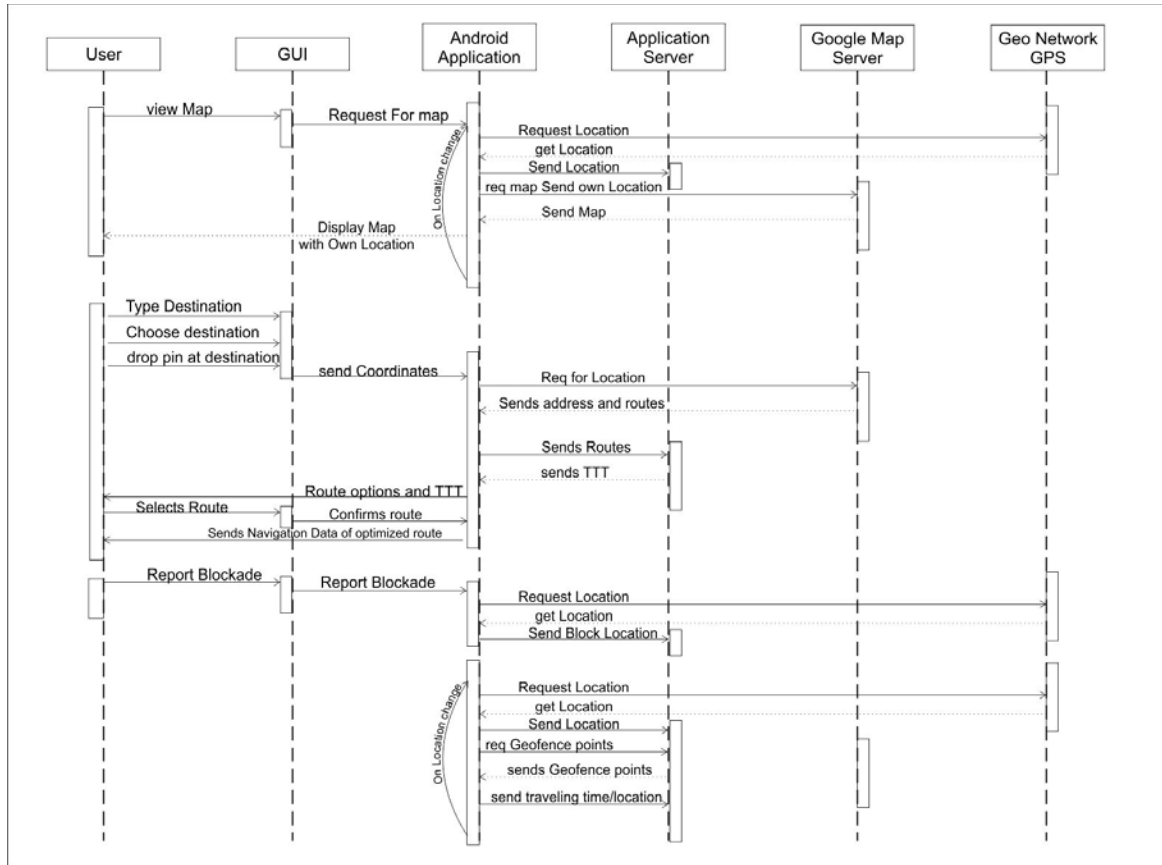 User
GUI
Android
Application
Application
Server
Google Map
Server
Geo Network
GPS
view Map
Request For map
Request Location
get Location
Send Location
req map Send own Location
Send Map
On Location change
Display Map
with Own Location
Type Destination
Choose destination
drop pin at destination
send Coordinates
Req for Location
Sends address and routes
Sends Routes
sends TTT
Route options and TTT
Selects Route
Confirms route
Sends Navigation Data of optimized route
Report Blockade
Report Blockade
Request Location
get Location
Send Block Location
Request Location
get Location
Send Location
req Geofence points
sends Geofence points
send traveling time/location
On Location change